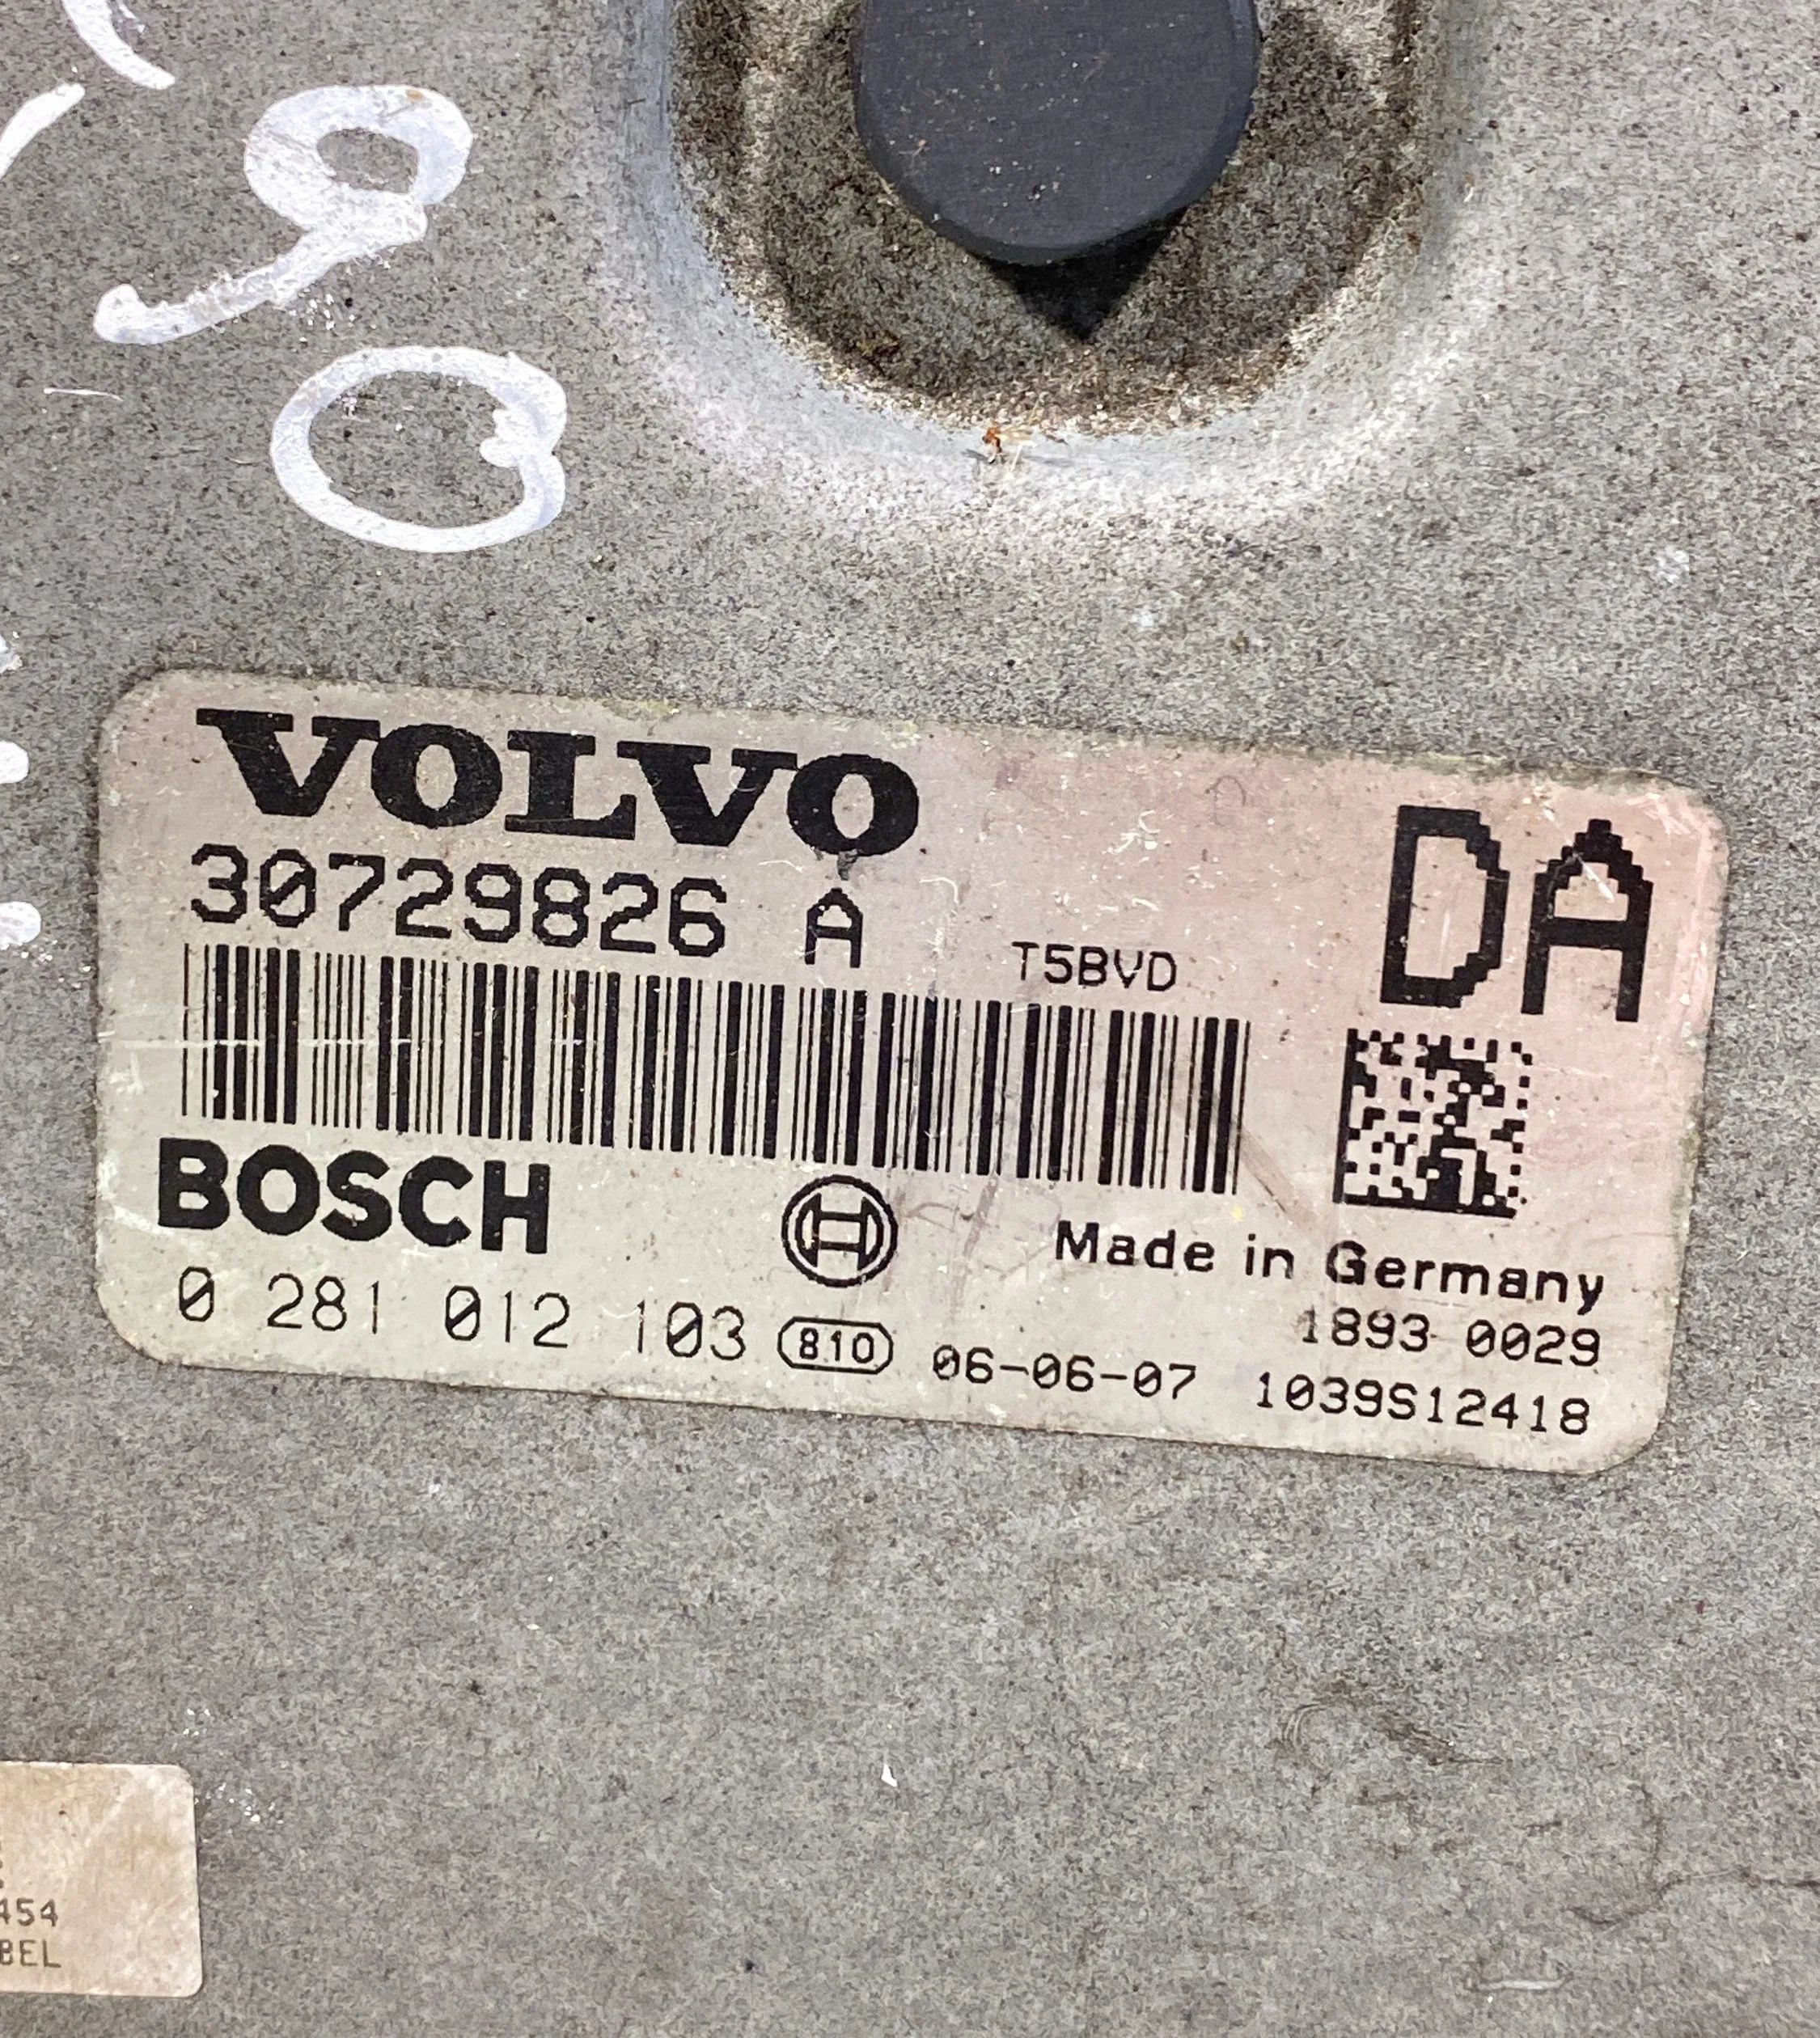 90
VOLVO
DA
30729826 A
T5BVD
BOSCH
Made in Germany
1893 0029
0 281 012 103 810 06-06-07 1039S12418
454
BEL